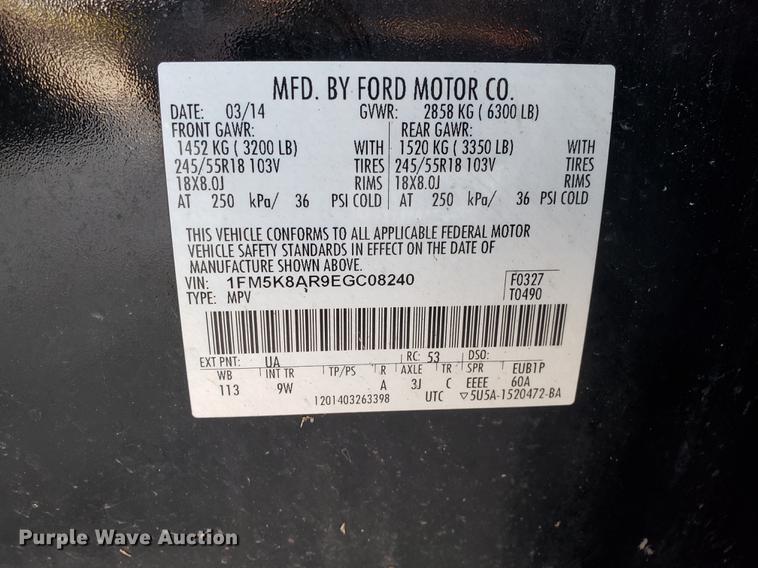 MFD. BY FORD MOTOR CO.
DATE: 03/14 GVWR: 2858 KG ( 6300 LB)
FRONT GAWR: REAR GAWR:
1452 KG ( 3200 LB) WITH 1520 KG ( 3350 LB) WITH
245/55R18 103V TIRES 245/55R18 103V TIRES
18X8.0J RIMS 18X8.0J RIMS
AT 250 kPa/ 36 PSI COLD AT 250 kPa/ 36 PSI COLD
THIS VEHICLE CONFORMS TO ALL APPLICABLE FEDERAL MOTOR
VEHICLE SAFETY STANDARDS IN EFFECT ON THE DATE OF
MANUFACTURE SHOWN ABOVE.
VIN: 1FM5K8AR9EGC08240 F0327
TYPE: MPV T0490
EXT PNT: UA RC: 53 DSO:
WB INT TR TP/PS R AXLE TR SPR EUB1P
113 9W A 3J C EEEE 60A
1201403263398 UTC ▽5U5A-1520472-BA
Purple Wave Auction